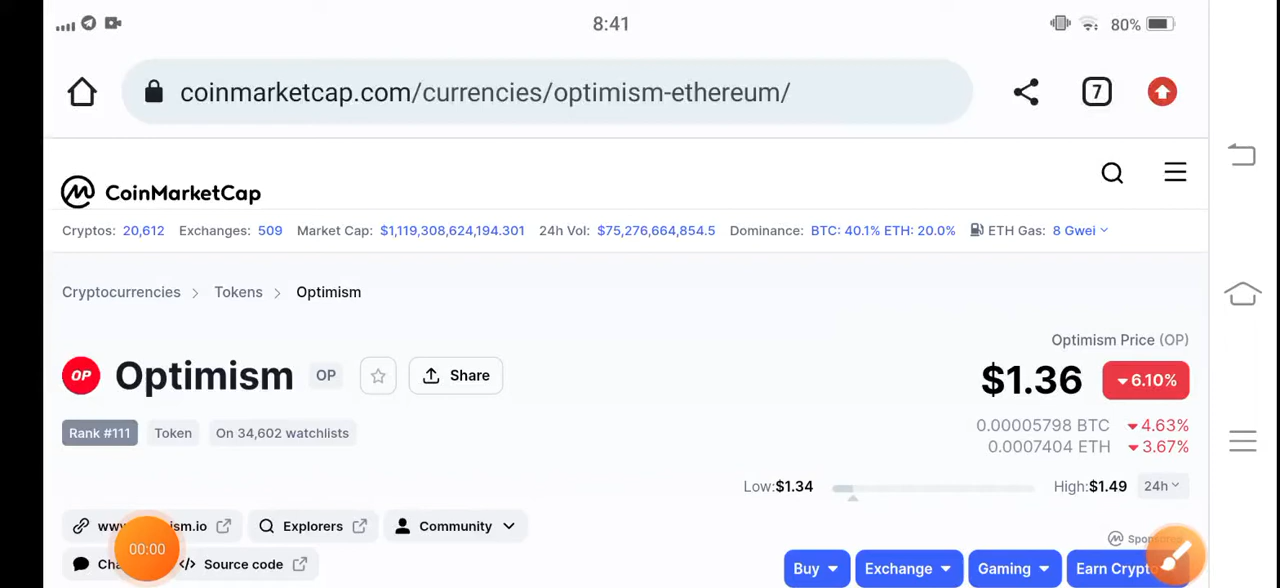 8:41
80%
coinmarketcap.com/currencies/optimism-ethereum/
7
CoinMarketCap
Cryptos: 20,612 Exchanges: 509 Market Cap: $1,119,308,624,194.301 24h Vol: $75,276,664,854.5 Dominance: BTC: 40.1% ETH: 20.0% ETH Gas: 8 Gwei
Cryptocurrencies > Tokens > Optimism
Optimism Price (OP)
OP Optimism OP Share
$1.36 6.10%
Rank #111 Token On 34,602 watchlists
0.00005798 BTC 4.63%
0.0007404 ETH 3.67%
Low:$1.34 High:$1.49 24h
Explorers Community
00:00
Source code
Buy Exchange Gaming Earn Crypto